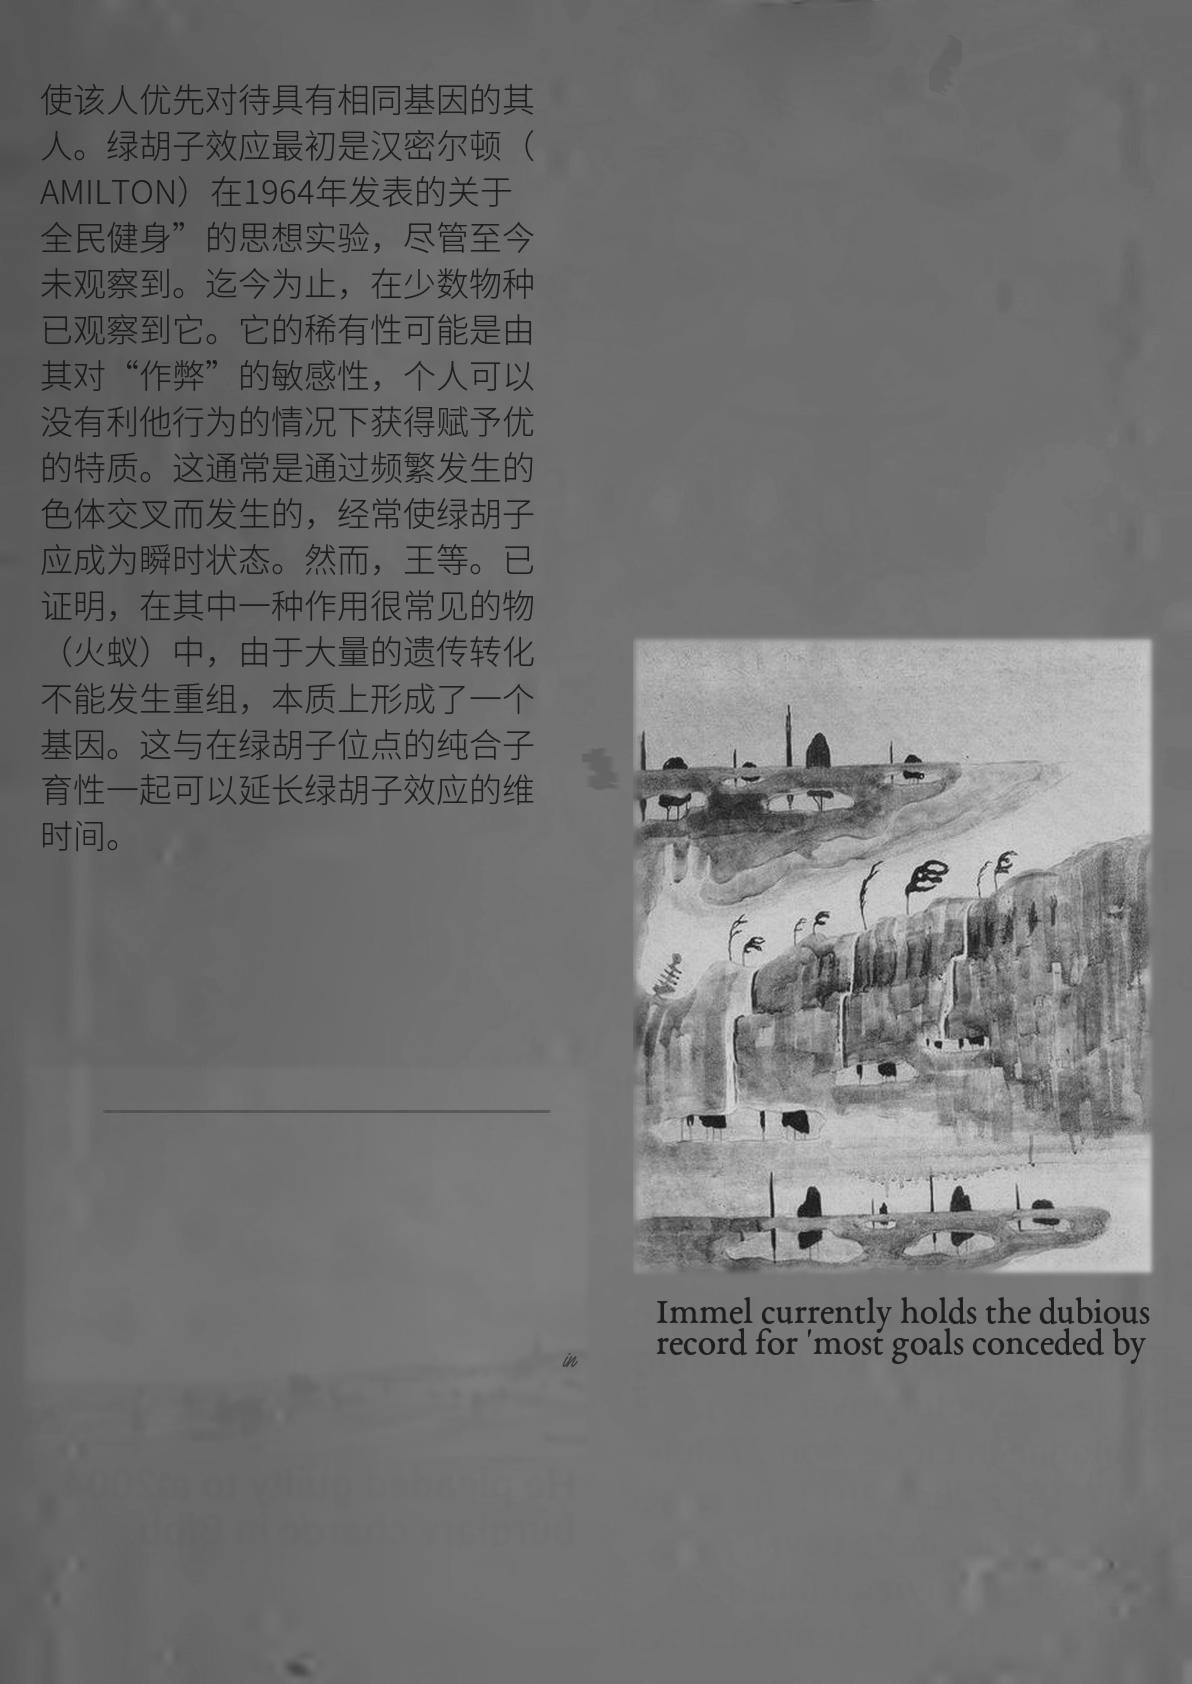 使该人优先对待具有相同基因的其
人。绿胡子效应最初是汉密尔顿（
AMILTON）在1964年发表的关于
全民健身”的思想实验，尽管至今
未观察到。迄今为止，在少数物种
已观察到它。它的稀有性可能是由
其对“作弊”的敏感性，个人可以
没有利他行为的情况下获得赋予优
的特质。这通常是通过频繁发生的
色体交叉而发生的，经常使绿胡子
应成为瞬时状态。然而，王等。已
证明，在其中一种作用很常见的物
（火蚁）中，由于大量的遗传转化
不能发生重组，本质上形成了一个
基因。这与在绿胡子位点的纯合子
育性一起可以延长绿胡子效应的维
时间。
in
Immel currently holds the dubious
record for 'most goals conceded by